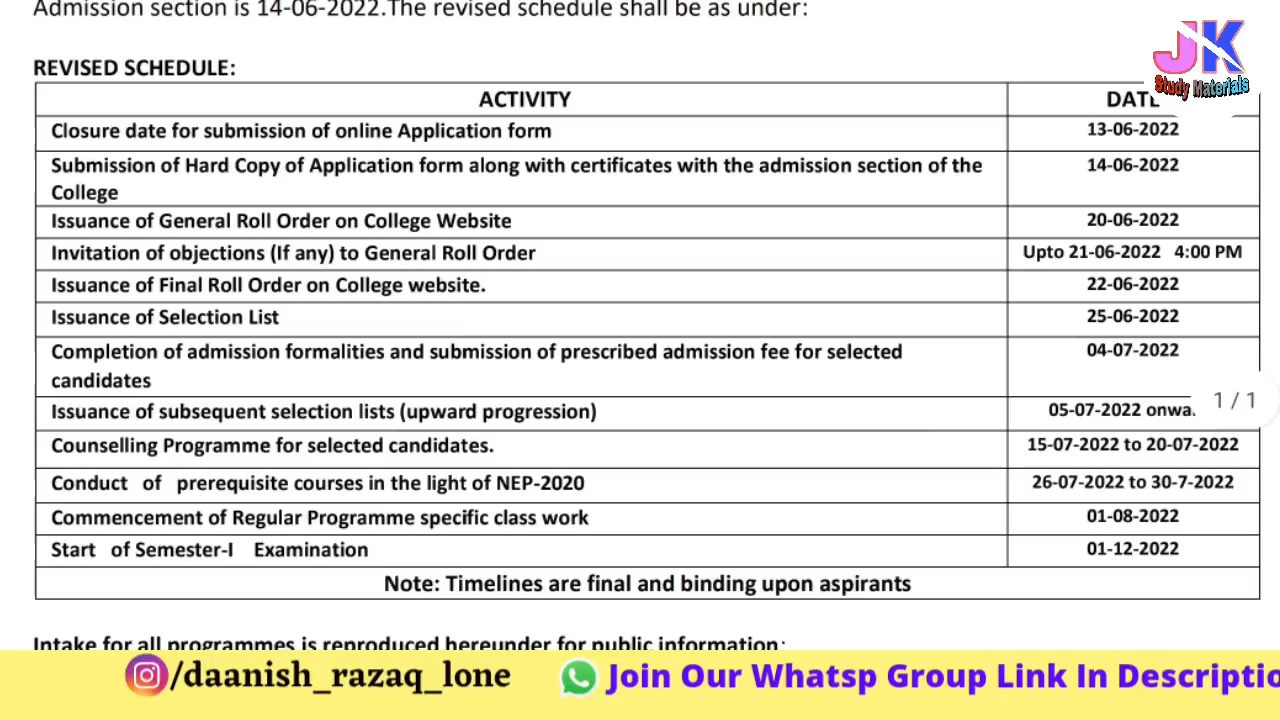 Admission section is 14-06-2022.The revised schedule shall be as under:
JK
Study Materials
REVISED SCHEDULE:
ACTIVITY DATE
Closure date for submission of online Application form 13-06-2022
Submission of Hard Copy of Application form along with certificates with the admission section of the 14-06-2022
College
Issuance of General Roll Order on College Website 20-06-2022
Invitation of objections (If any) to General Roll Order Upto 21-06-2022 4:00 PM
Issuance of Final Roll Order on College website. 22-06-2022
Issuance of Selection List 25-06-2022
Completion of admission formalities and submission of prescribed admission fee for selected 04-07-2022
candidates
Issuance of subsequent selection lists (upward progression) 05-07-2022
1 / 1
Counselling Programme for selected candidates. 15-07-2022 to 20-07-2022
Conduct of prerequisite courses in the light of NEP-2020 26-07-2022 to 30-7-2022
Commencement of Regular Programme specific class work 01-08-2022
Start of Semester-I Examination 01-12-2022
Note: Timelines are final and binding upon aspirants
Intake for all programmes is reproduced hereunder for public information:
/daanish_razaq_lone Join Our Whatsp Group Link In Descriptio